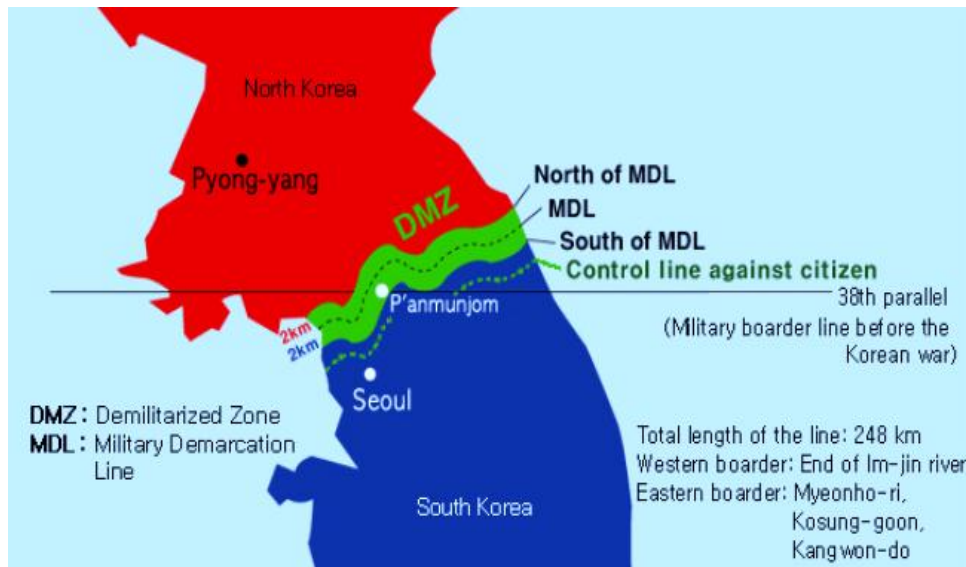 North Korea
Pyong-yang
DMZ
North of MDL
MDL
South of MDL
Control line against citizen
38th parallel
(Military boarder line before the
Korean war)
P'anmunjom
2km
2km
Seoul
DMZ: Demilitarized Zone
MDL: Military Demarcation
Line
South Korea
Total length of the line: 248 km
Western boarder: End of Im-jin river
Eastern boarder: Myeonho-ri,
Kosung-goon,
Kangwon-do